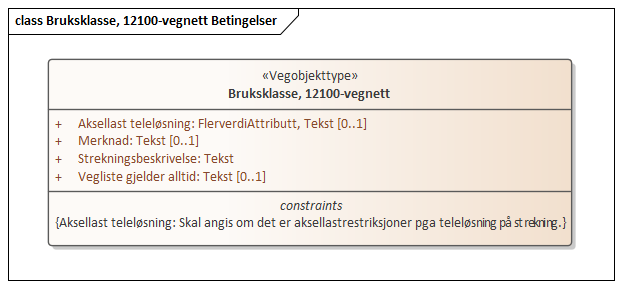 class Bruksklasse, 12100-vegnett Betingelser
«Vegobjekttype»
Bruksklasse, 12100-vegnett
+ Aksellast teleløsning: FlerverdiAttributt, Tekst [0..1]
+ Merknad: Tekst [0..1]
+ Strekningsbeskrivelse: Tekst
+ Vegliste gjelder alltid: Tekst [0..1]
constraints
{Aksellast teleløsning: Skal angis om det er aksellastrestriksjoner pga teleløsning på strekning.}